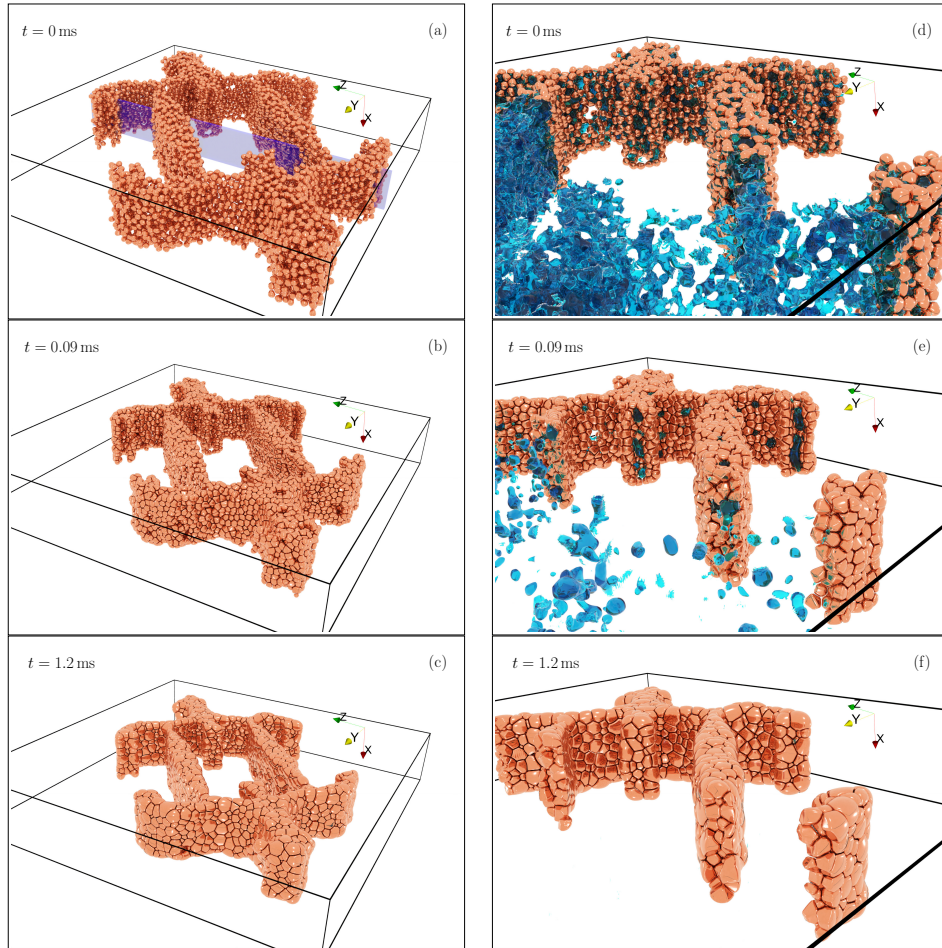 t = 0 ms
(a)
Z
Y
X
t = 0.09 ms
(b)
Z
Y
X
t = 1.2 ms
(c)
Z
Y
X
t = 0 ms
(d)
Z
Y
X
t = 0.09 ms
(e)
Z
Y
X
t = 1.2 ms
(f)
Z
Y
X